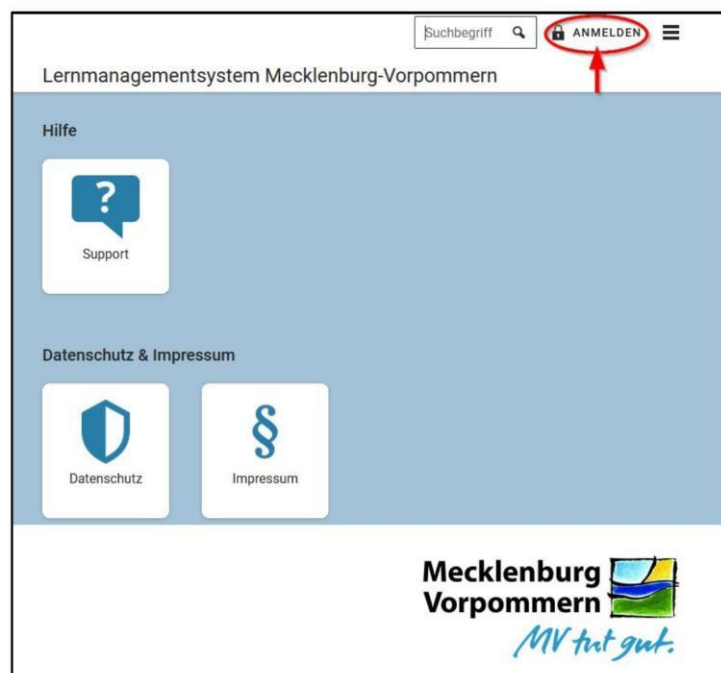 Suchbegriff
ANMELDEN
Lernmanagementsystem Mecklenburg-Vorpommern
Hilfe
?
Support
Datenschutz & Impressum
§
Datenschutz
Impressum
Mecklenburg
Vorpommern
MV tut gut.